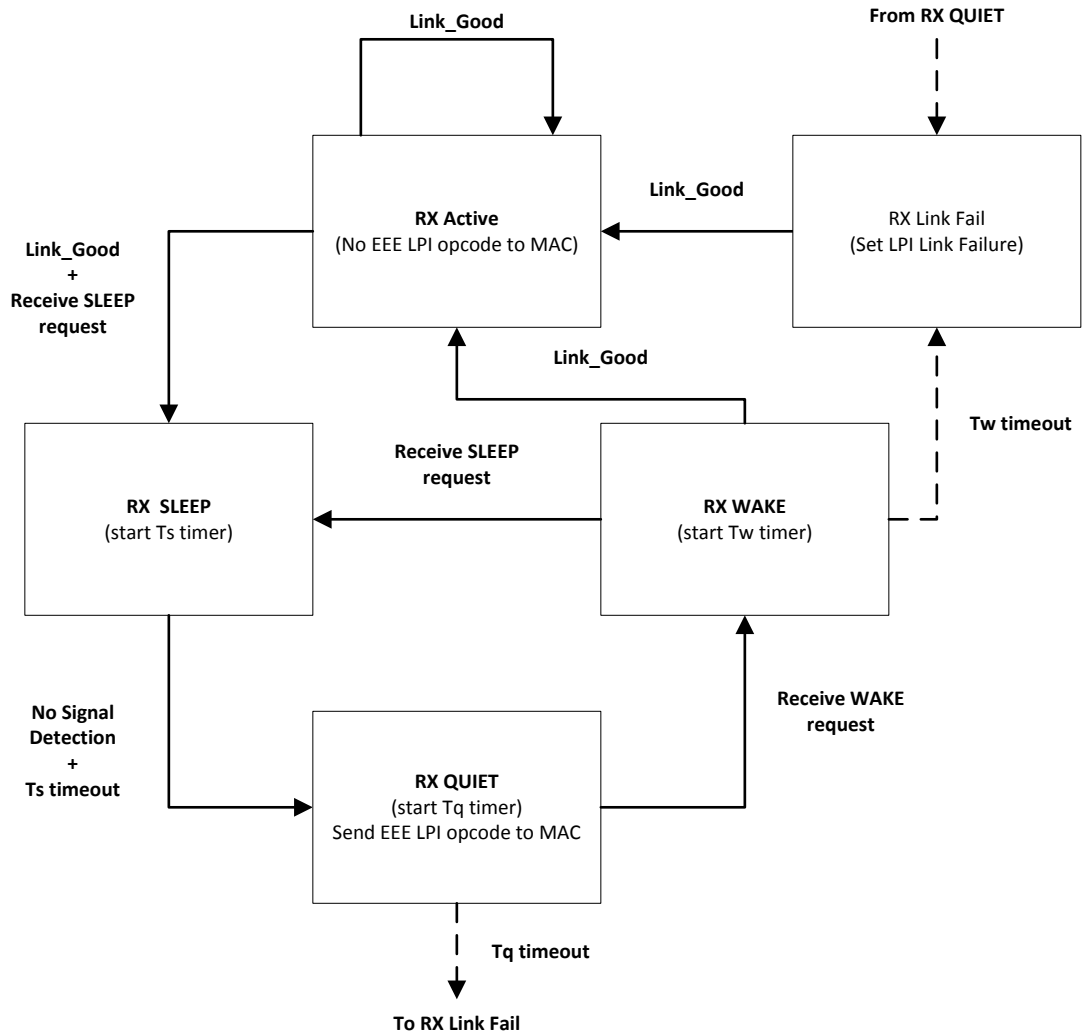 Link_Good
From RX QUIET
RX Active
(No EEE LPI opcode to MAC)
Link_Good
RX Link Fail
(Set LPI Link Failure)
Link_Good
+
Receive SLEEP
request
Link_Good
Tw timeout
Receive SLEEP
request
RX SLEEP
(start Ts timer)
RX WAKE
(start Tw timer)
No Signal
Detection
+
Ts timeout
Receive WAKE
request
RX QUIET
(start Tq timer)
Send EEE LPI opcode to MAC
Tq timeout
To RX Link Fail